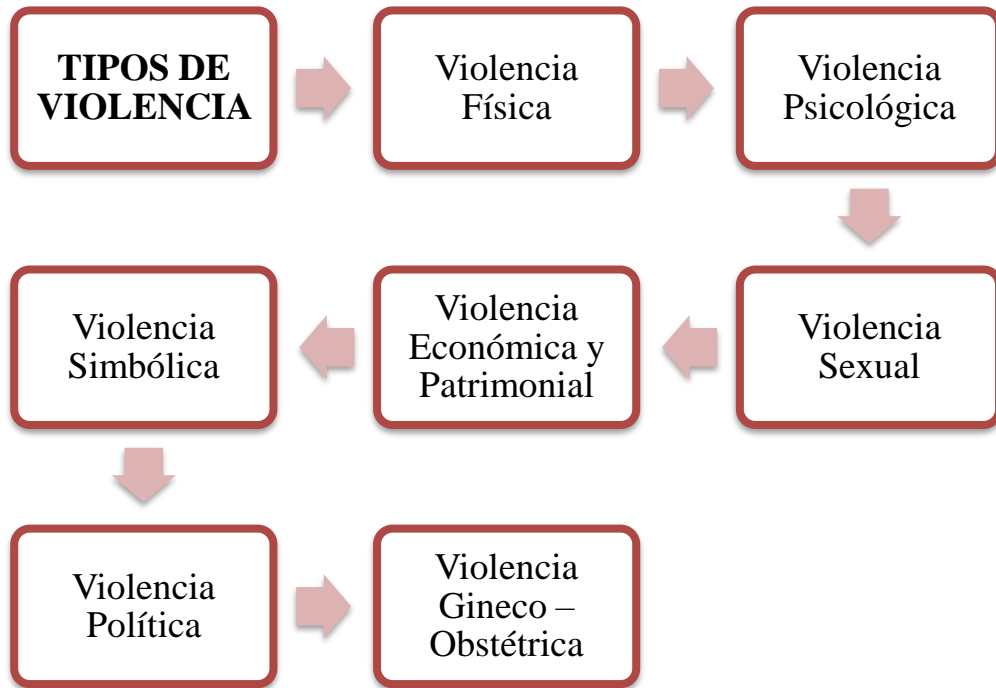 TIPOS DE
VIOLENCIA
Violencia
Física
Violencia
Psicológica
Violencia
Sexual
Violencia
Económica y
Patrimonial
Violencia
Simbólica
Violencia
Política
Violencia
Gineco –
Obstétrica